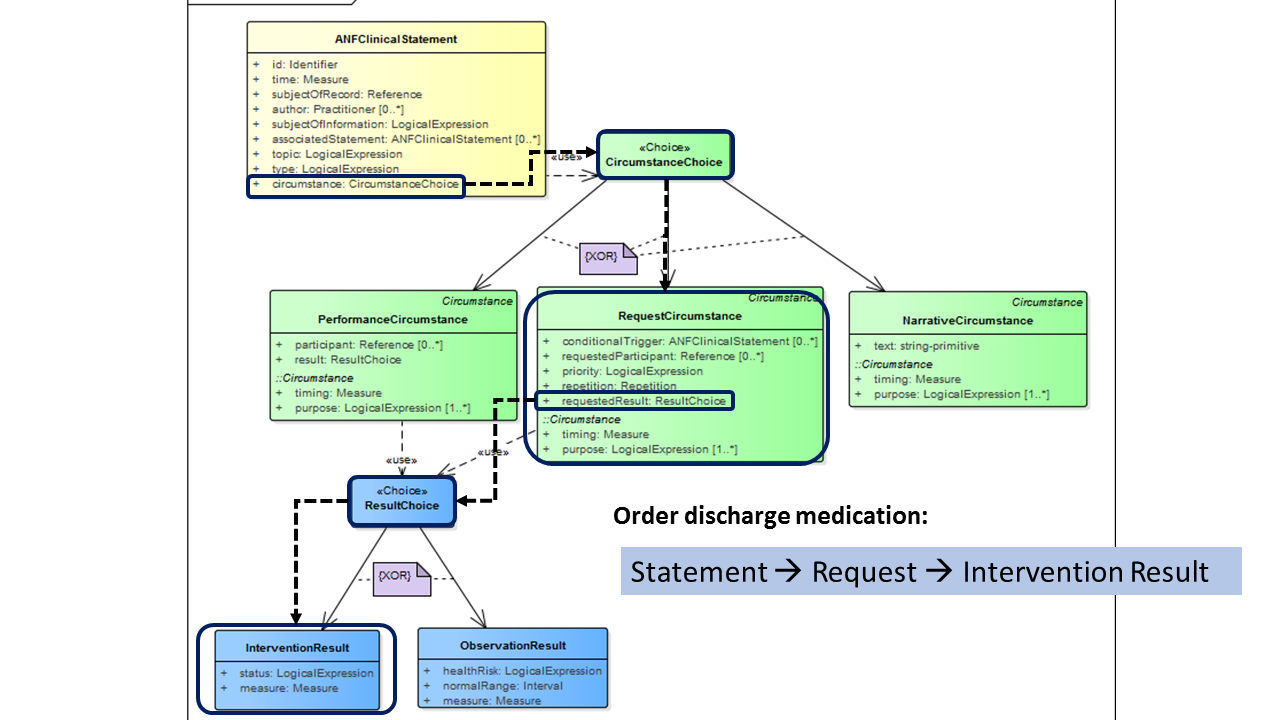 ANFClinicalStatement
+ id: Identifier
+ time: Measure
+ subjectOfRecord: Reference
+ author: Practitioner [0..*]
+ subjectOfInformation: LogicalExpression
+ associatedStatement: ANFClinicalStatement [0..*]
+ topic: LogicalExpression
+ type: LogicalExpression
+ circumstance: CircumstanceChoice
«use»
«Choice»
CircumstanceChoice
{XOR}
Circumstance
PerformanceCircumstance
+ participant: Reference [0..*]
+ result: ResultChoice
::Circumstance
+ timing: Measure
+ purpose: LogicalExpression [1..*]
Circumstance
RequestCircumstance
+ conditionalTrigger: ANFClinicalStatement [0..*]
+ requestedParticipant: Reference [0..*]
+ priority: LogicalExpression
+ repetition: Repetition
+ requestedResult: ResultChoice
::Circumstance
+ timing: Measure
+ purpose: LogicalExpression [1..*]
Circumstance
NarrativeCircumstance
+ text: string-primitive
::Circumstance
+ timing: Measure
+ purpose: LogicalExpression [1..*]
«use»
«use»
«Choice»
ResultChoice
{XOR}
Order discharge medication:
Statement → Request → Intervention Result
InterventionResult
+ status: LogicalExpression
+ measure: Measure
ObservationResult
+ healthRisk: LogicalExpression
+ normalRange: Interval
+ measure: Measure